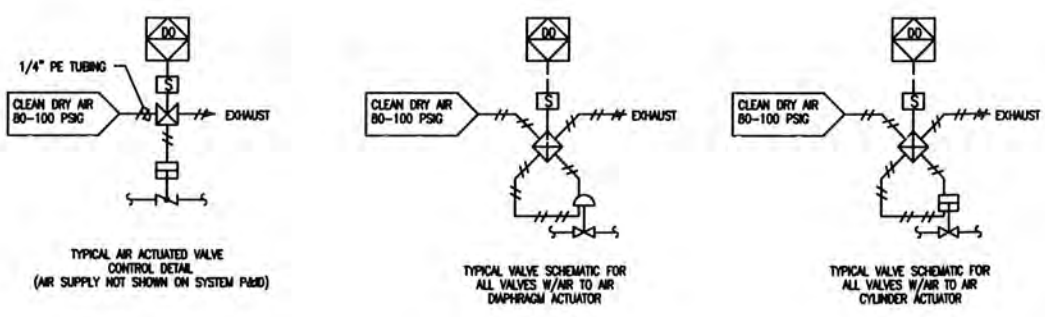 DO
1/4" PE TUBING
S
CLEAN DRY AIR
80-100 PSIG
EXHAUST
TYPICAL AIR ACTUATED VALVE
CONTROL DETAIL
(AIR SUPPLY NOT SHOWN ON SYSTEM P&ID)
DO
S
CLEAN DRY AIR
80-100 PSIG
EXHAUST
TYPICAL VALVE SCHEMATIC FOR
ALL VALVES W/AIR TO AIR
DIAPHRAGM ACTUATOR
DO
S
CLEAN DRY AIR
80-100 PSIG
EXHAUST
TYPICAL VALVE SCHEMATIC FOR
ALL VALVES W/AIR TO AIR
CYLINDER ACTUATOR